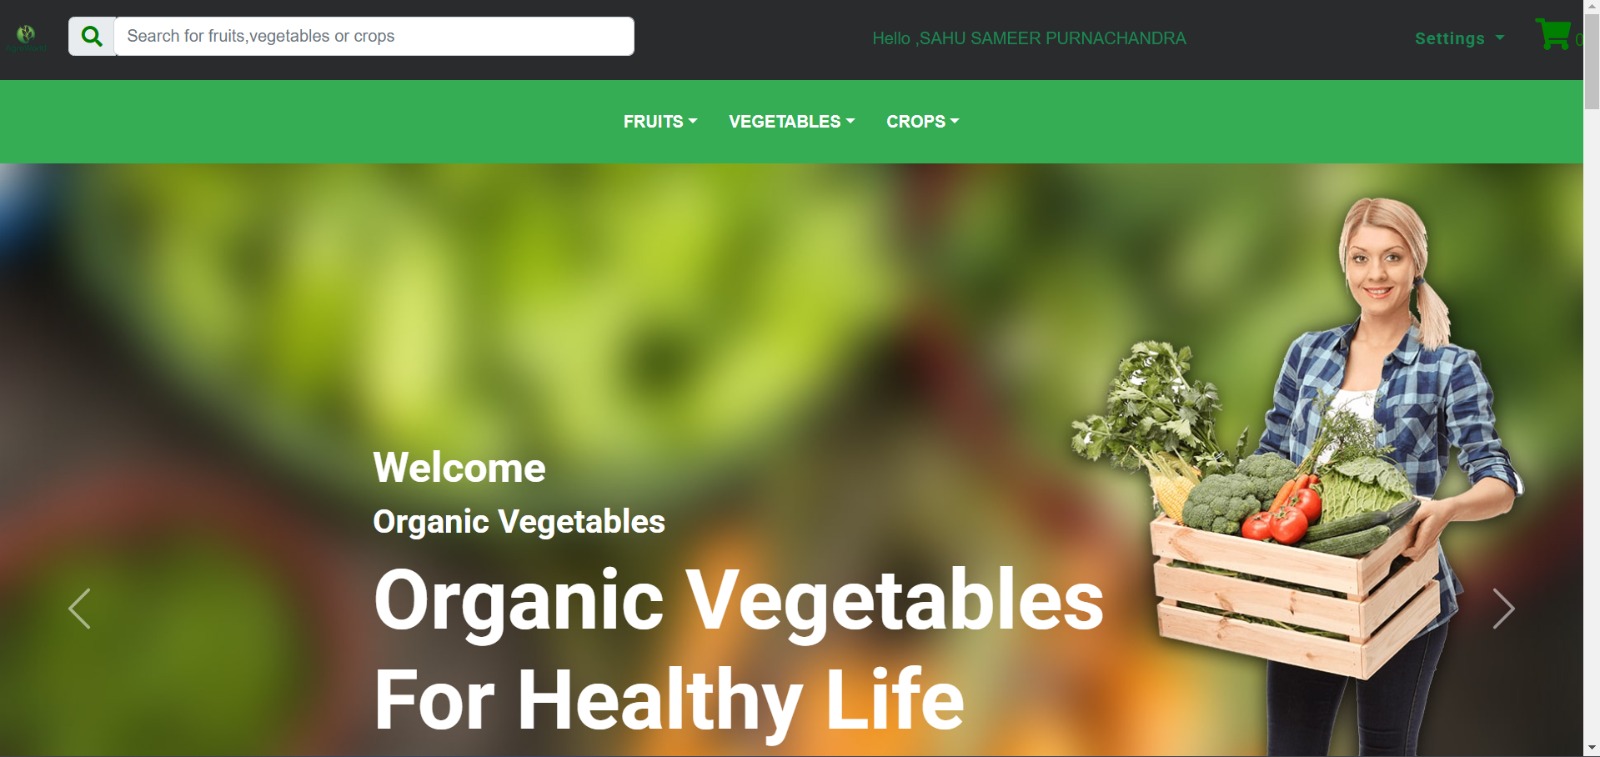 Search for fruits,vegetables or crops
Hello ,SAHU SAMEER PURNACHANDRA
Settings
0
FRUITS
VEGETABLES
CROPS
Welcome
Organic Vegetables
Organic Vegetables
For Healthy Life